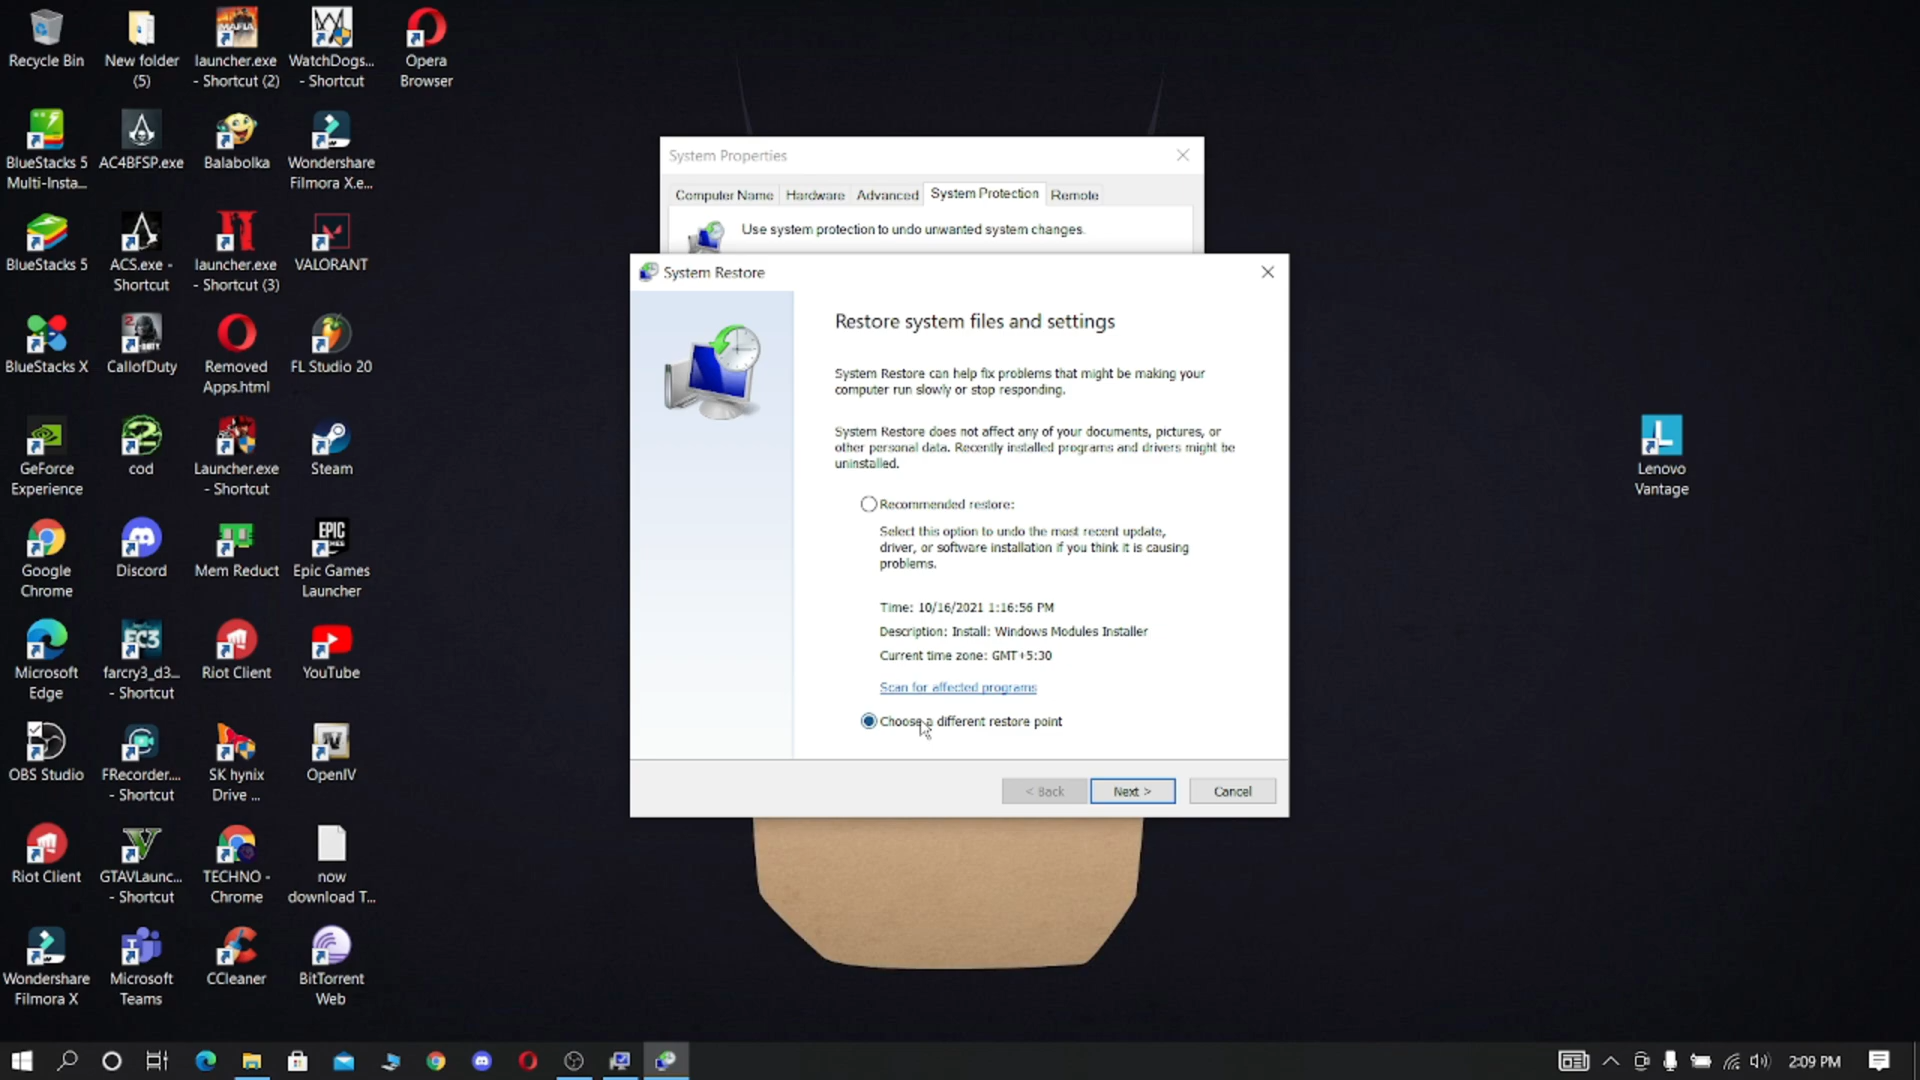 Recycle Bin
New folder
(5)
launcher.exe
- Shortcut (2)
WatchDogs...
- Shortcut
Opera
Browser
BlueStacks 5
Multi-Insta...
AC4BFSP.exe
Balabolka
Wondershare
Filmora X.e...
BlueStacks 5
ACS.exe -
Shortcut
launcher.exe
- Shortcut (3)
VALORANT
BlueStacks X
CallofDuty
Removed
Apps.html
FL Studio 20
GeForce
Experience
cod
Launcher.exe
- Shortcut
Steam
Google
Chrome
Discord
Mem Reduct
EPIC
Epic Games
Launcher
Microsoft
Edge
FC3
farcry3_d3...
- Shortcut
Riot Client
YouTube
OBS Studio
FRecorder....
- Shortcut
SK hynix
Drive ...
OpenIV
Riot Client
GTAVLaunc...
- Shortcut
TECHNO -
Chrome
now
download T...
Wondershare
Filmora X
Microsoft
Teams
CCleaner
BitTorrent
Web
System Properties
Computer Name
Hardware
Advanced
System Protection
Remote
Use system protection to undo unwanted system changes.
System Restore
Restore system files and settings
System Restore can help fix problems that might be making your
computer run slowly or stop responding.
System Restore does not affect any of your documents, pictures, or
other personal data. Recently installed programs and drivers might be
uninstalled.
Recommended restore:
Select this option to undo the most recent update,
driver, or software installation if you think it is causing
problems.
Time: 10/16/2021 1:16:56 PM
Description: Install: Windows Modules Installer
Current time zone: GMT+5:30
Scan for affected programs
Choose a different restore point
< Back
Next >
Cancel
Lenovo
Vantage
2:09 PM